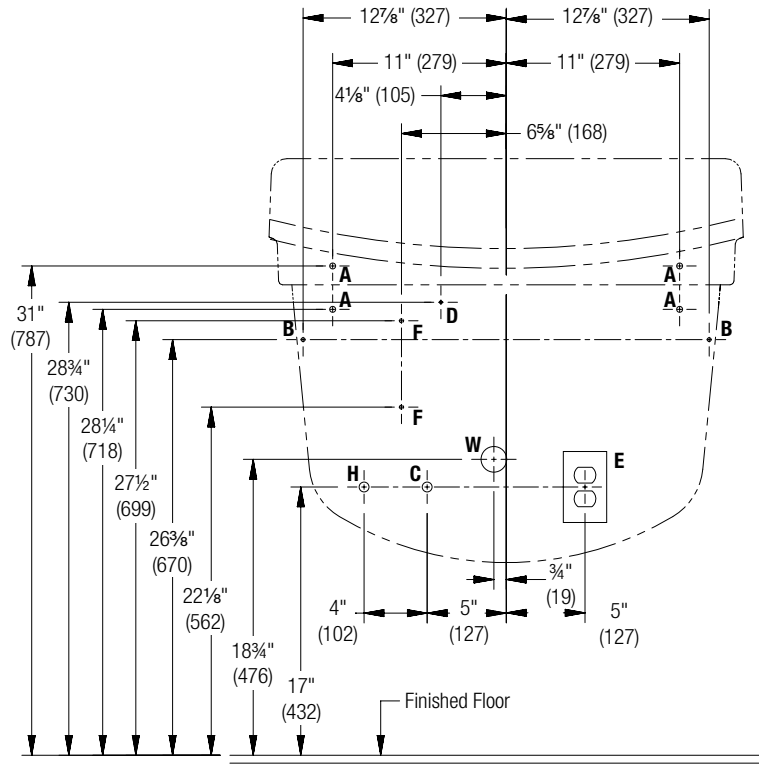 12⅞" (327) 12⅞" (327)
11" (279) 11" (279)
4⅛" (105)
6⅝" (168)
A A
A A
D
F
B B
31"
(787)
28¾"
(730)
28¼"
(718)
27½"
(699)
26⅜"
(670)
F
W
E
H C
22⅛"
(562)
18¾"
(476)
17"
(432)
4"
(102)
5"
(127)
¾"
(19)
5"
(127)
Finished Floor